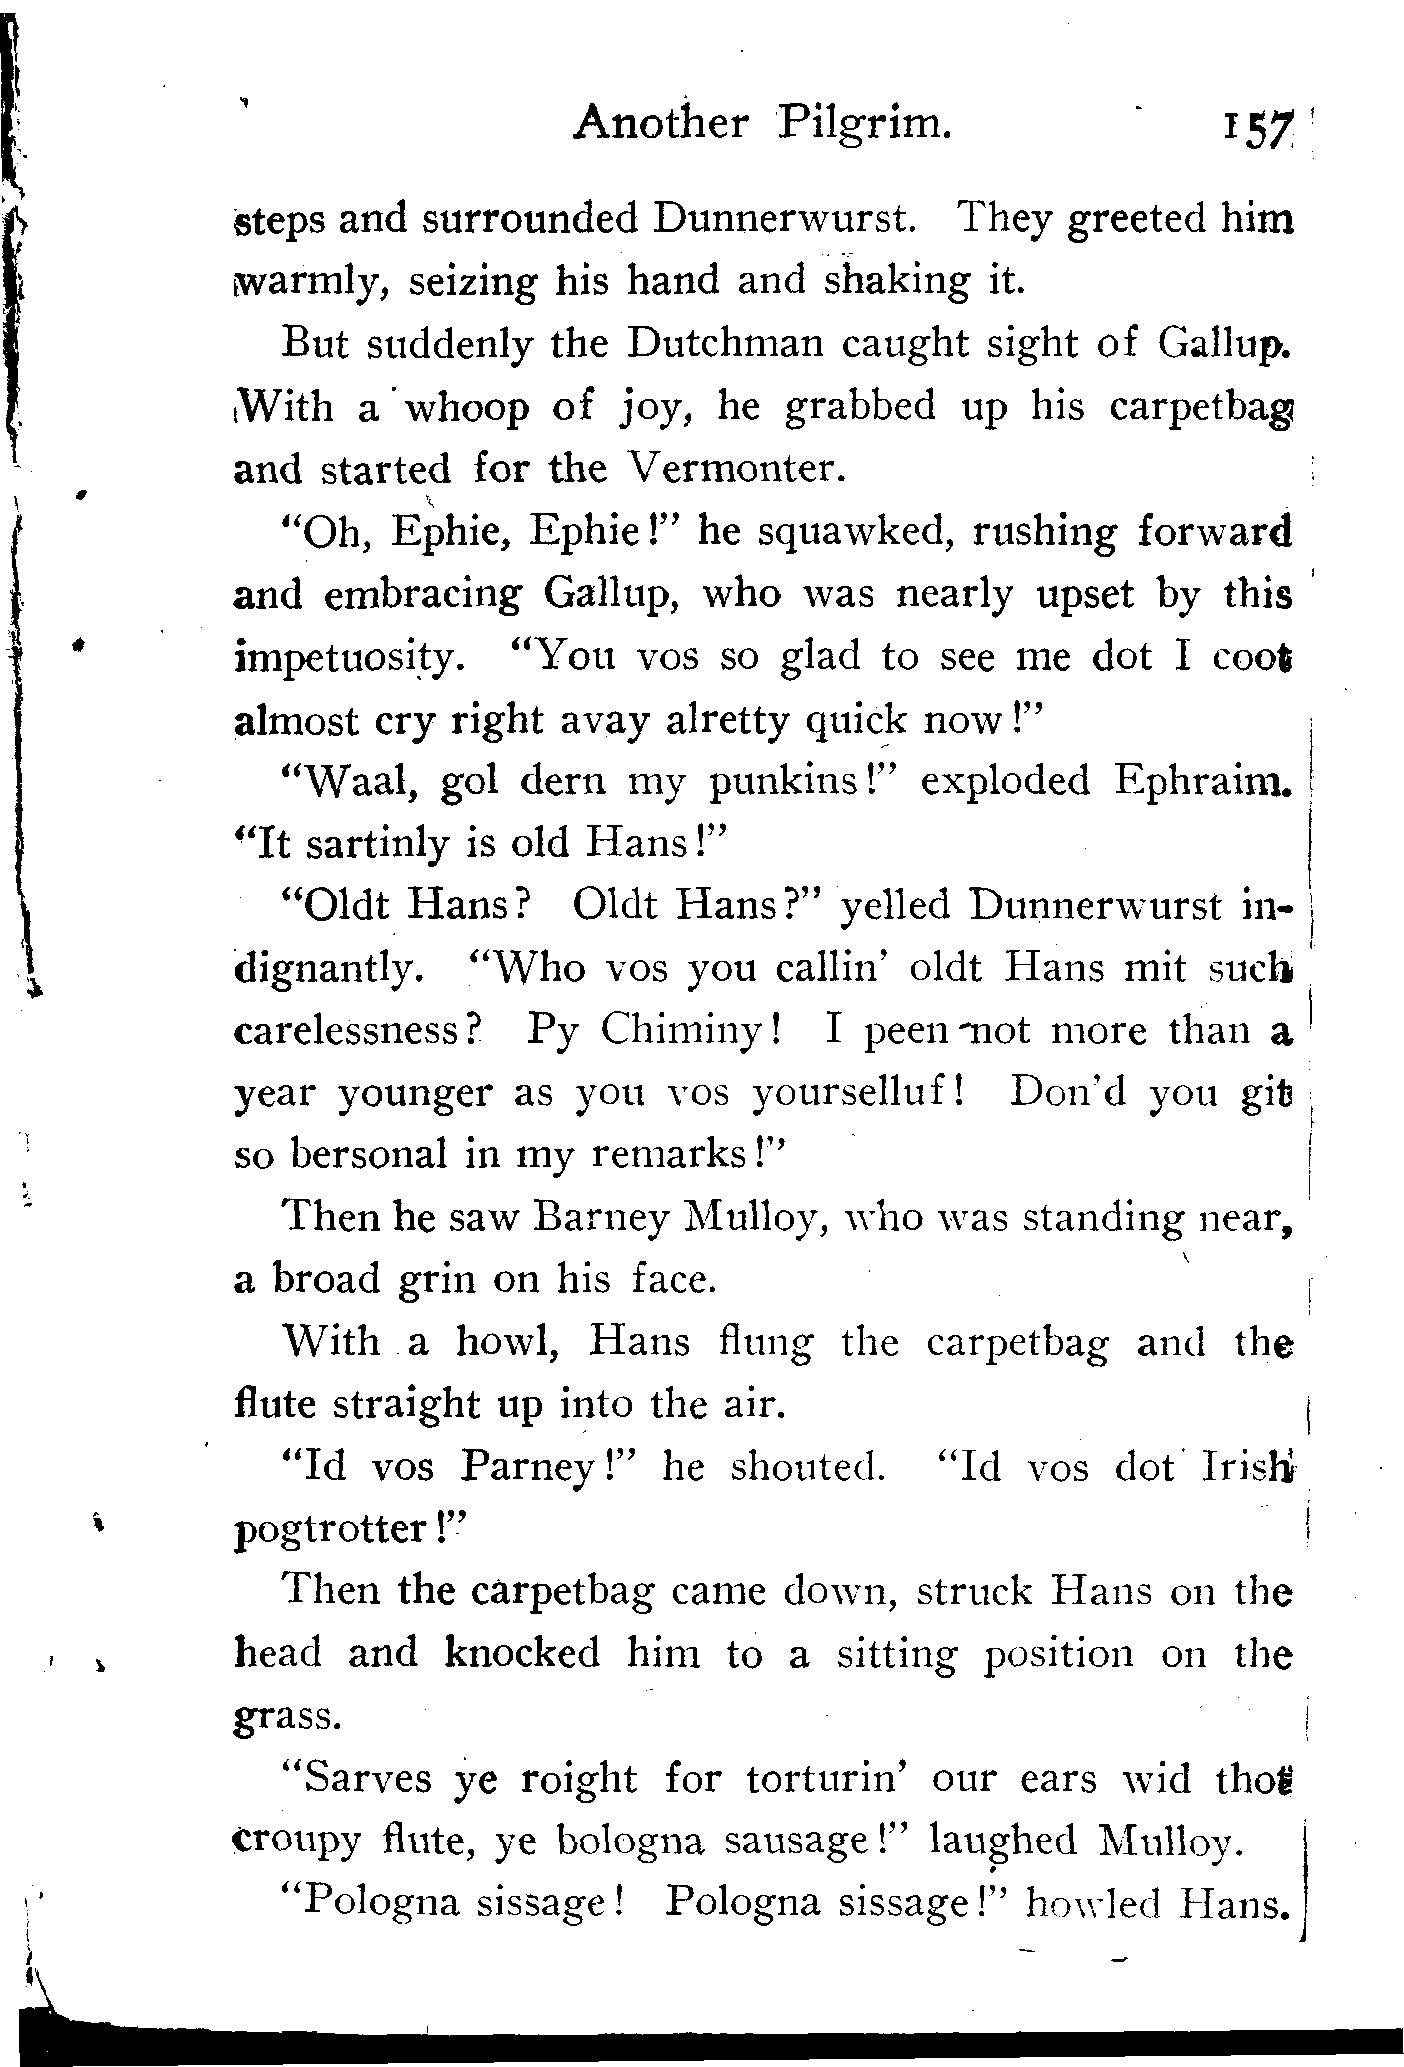 Another Pilgrim. 157
steps and surrounded Dunnerwurst. They greeted him
warmly, seizing his hand and shaking it.
But suddenly the Dutchman caught sight of Gallup.
With a whoop of joy, he grabbed up his carpetbag
and started for the Vermonter.
“Oh, Ephie, Ephie!” he squawked, rushing forward
and embracing Gallup, who was nearly upset by this
impetuosity. “You vos so glad to see me dot I coot
almost cry right avay alretty quick now!”
“Waal, gol dern my punkins!” exploded Ephraim.
“It sartinly is old Hans!”
“Oldt Hans? Oldt Hans?” yelled Dunnerwurst in-
dignantly. “Who vos you callin’ oldt Hans mit such
carelessness? Py Chiminy! I peen not more than a
year younger as you vos yourselluf! Don’d you git
so bersonal in my remarks!”
Then he saw Barney Mulloy, who was standing near,
a broad grin on his face.
With a howl, Hans flung the carpetbag and the
flute straight up into the air.
“Id vos Parney!” he shouted. “Id vos dot Irish
pogtrotter!”
Then the carpetbag came down, struck Hans on the
head and knocked him to a sitting position on the
grass.
“Sarves ye roight for torturin’ our ears wid thot
croupy flute, ye bologna sausage!” laughed Mulloy.
“Pologna sissage! Pologna sissage!” howled Hans.